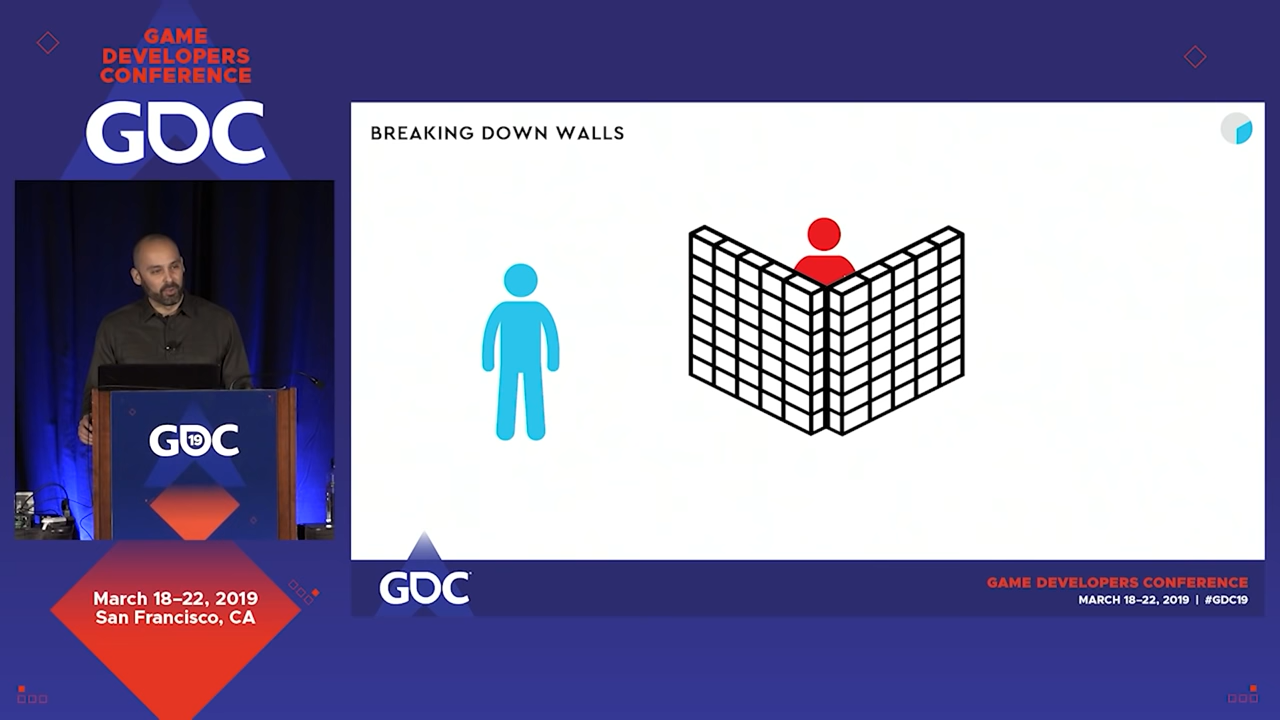 GAME
DEVELOPERS
CONFERENCE
GDC
BREAKING DOWN WALLS
GDC
19
March 18–22, 2019
San Francisco, CA
GDC
GAME DEVELOPERS CONFERENCE
MARCH 18–22, 2019 | #GDC19